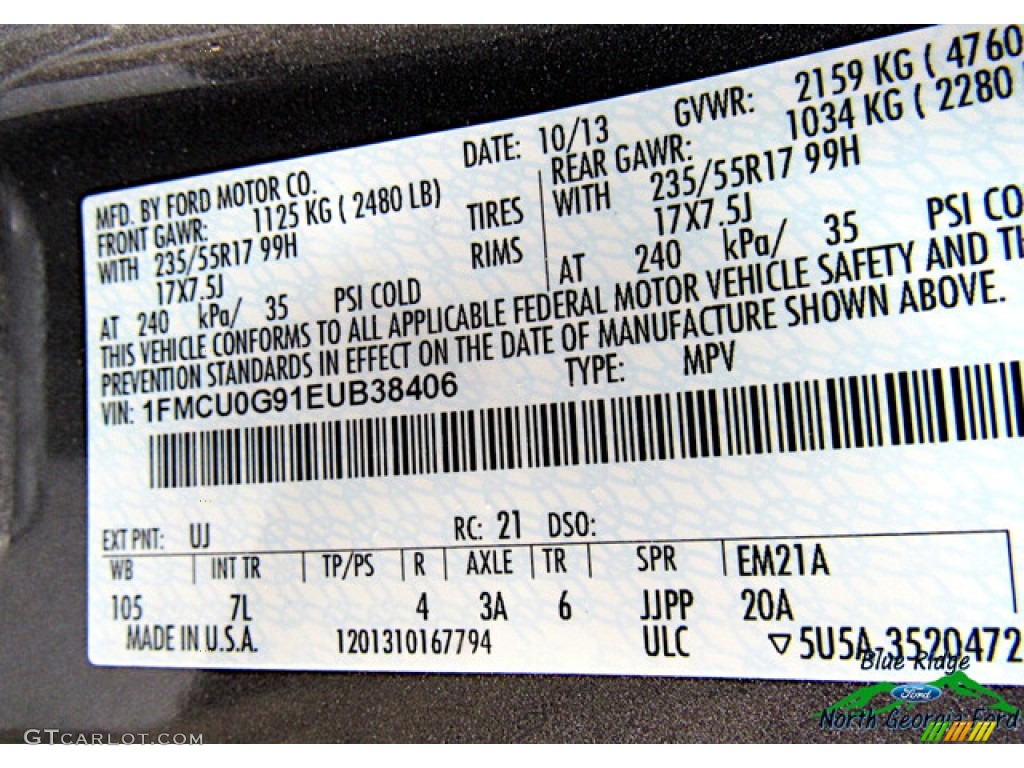 MFD. BY FORD MOTOR CO. DATE: 10/13 GVWR: 2159 KG ( 4760
FRONT GAWR: 1125 KG ( 2480 LB) REAR GAWR: 1034 KG ( 2280
WITH 235/55R17 99H TIRES WITH 235/55R17 99H
17X7.5J RIMS 17X7.5J
AT 240 kPa/ 35 PSI COLD AT 240 kPa/ 35 PSI CO
THIS VEHICLE CONFORMS TO ALL APPLICABLE FEDERAL MOTOR VEHICLE SAFETY AND TH
PREVENTION STANDARDS IN EFFECT ON THE DATE OF MANUFACTURE SHOWN ABOVE.
VIN: 1FMCU0G91EUB38406 TYPE: MPV
EXT PNT: UJ RC: 21 DSO:
WB INT TR TP/PS R AXLE TR SPR EM21A
105 7L 4 3A 6 JJPP 20A
MADE IN U.S.A. 1201310167794 ULC ▽5U5A-3520472
Blue Ridge
Ford
North Georgia Ford
GTCARLOT.COM